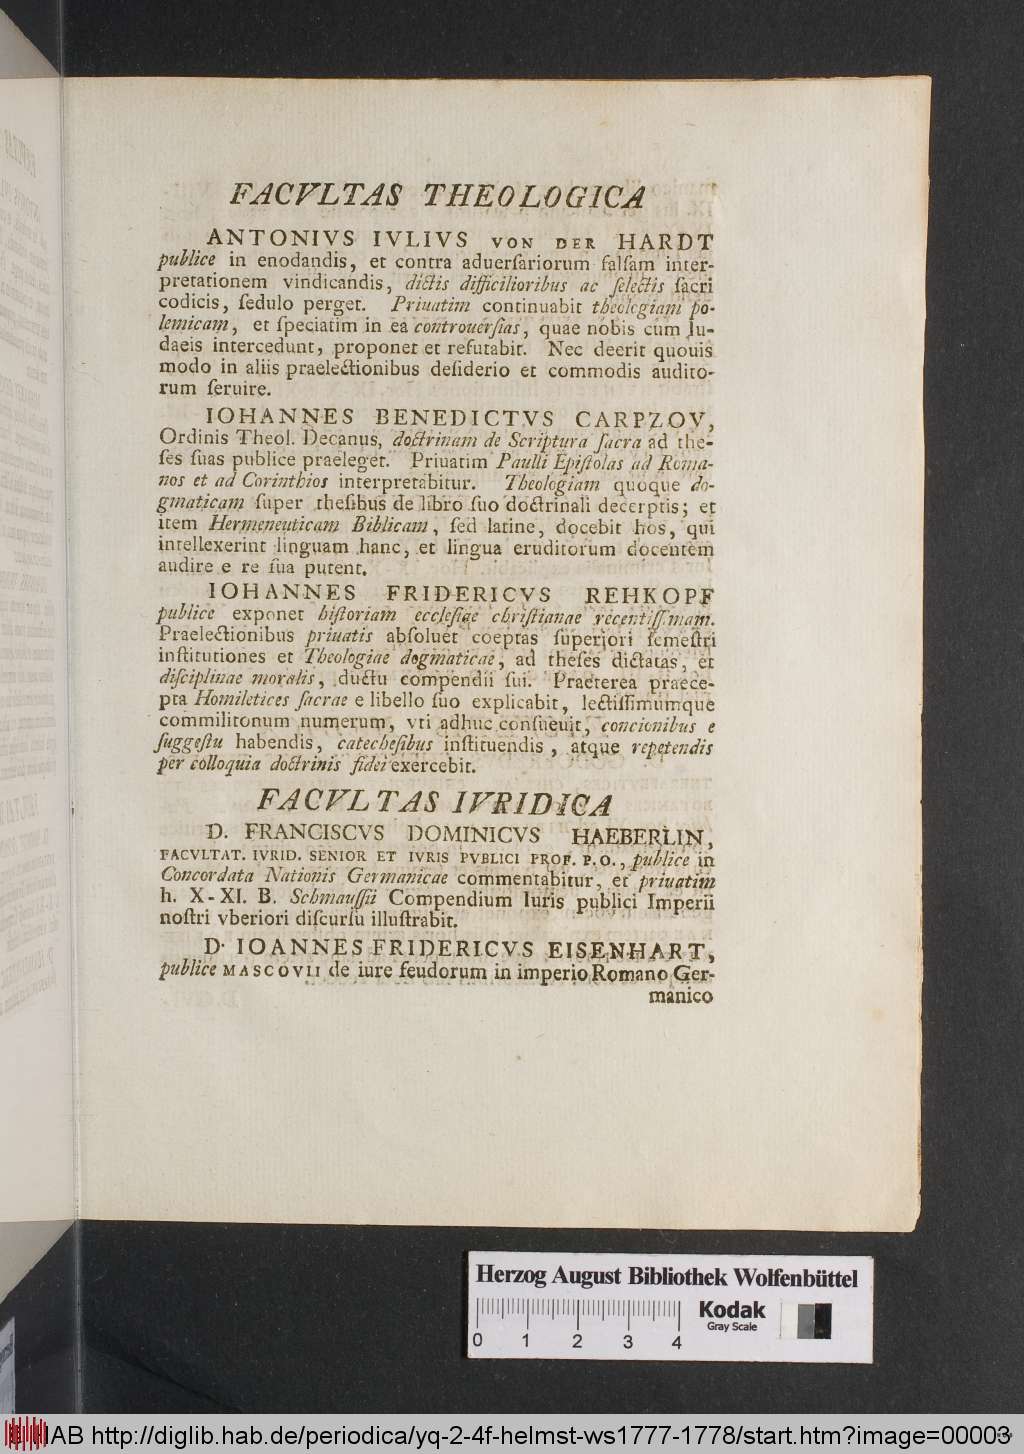 FACVLTAS THEOLOGICA
ANTONIVS IVLIVS VON DER HARDT
publice in enodandis, et contra aduerſariorum falſam inter-
pretationem vindicandis, dictis difficilioribus ac ſelectis ſacri
codicis, ſedulo perget. Priuatim continuabit theologiam po-
lemicam, et ſpeciatim in ea controuerſias, quae nobis cum Iu-
daeis intercedunt, proponet et refutabit. Nec deerit quouis
modo in aliis praelectionibus deſiderio et commodis audito-
rum ſeruire.
IOHANNES BENEDICTVS CARPZOV,
Ordinis Theol. Decanus, doctrinam de Scriptura ſacra ad the-
ſes ſuas publice praeleget. Priuatim Paulli Epiſtolas ad Roma-
nos et ad Corinthios interpretabitur. Theologiam quoque do-
gmaticam ſuper theſibus de libro ſuo doctrinali decerptis; et
item Hermeneuticam Biblicam, ſed latine, docebit hos, qui
intellexerint linguam hanc, et lingua eruditorum docentem
audire e re ſua putent.
IOHANNES FRIDERICVS REHKOPF
publice exponet hiſtoriam eccleſiae chriſtianae recentiſſimam.
Praelectionibus priuatis abſoluet coeptas ſuperiori ſemeſtri
inſtitutiones et Theologiae dogmaticae, ad theſes dictatas, et
diſciplinae moralis, ductu compendii ſui. Praeterea praece-
pta Homiletices ſacrae e libello ſuo explicabit, lectiſſimumque
commilitonum numerum, vti adhuc conſueuit, concionibus e
ſuggeſtu habendis, catecheſibus inſtituendis, atque repetendis
per colloquia doctrinis fidei exercebit.
FACVLTAS IVRIDICA
D. FRANCISCVS DOMINICVS HAEBERLIN,
FACVLTAT. IVRID. SENIOR ET IVRIS PVBLICI PROF. P.O., publice in
Concordata Nationis Germanicae commentabitur, et priuatim
h. X-XI. B. Schmauſſii Compendium Iuris publici Imperii
noſtri vberiori diſcurſu illuſtrabit.
D. IOANNES FRIDERICVS EISENHART,
publice MASCOVII de iure feudorum in imperio Romano Ger-
manico
Herzog August Bibliothek Wolfenbüttel
0 1 2 3 4
Kodak
Gray Scale
HAB http://diglib.hab.de/periodica/yq-2-4f-helmst-ws1777-1778/start.htm?image=00003